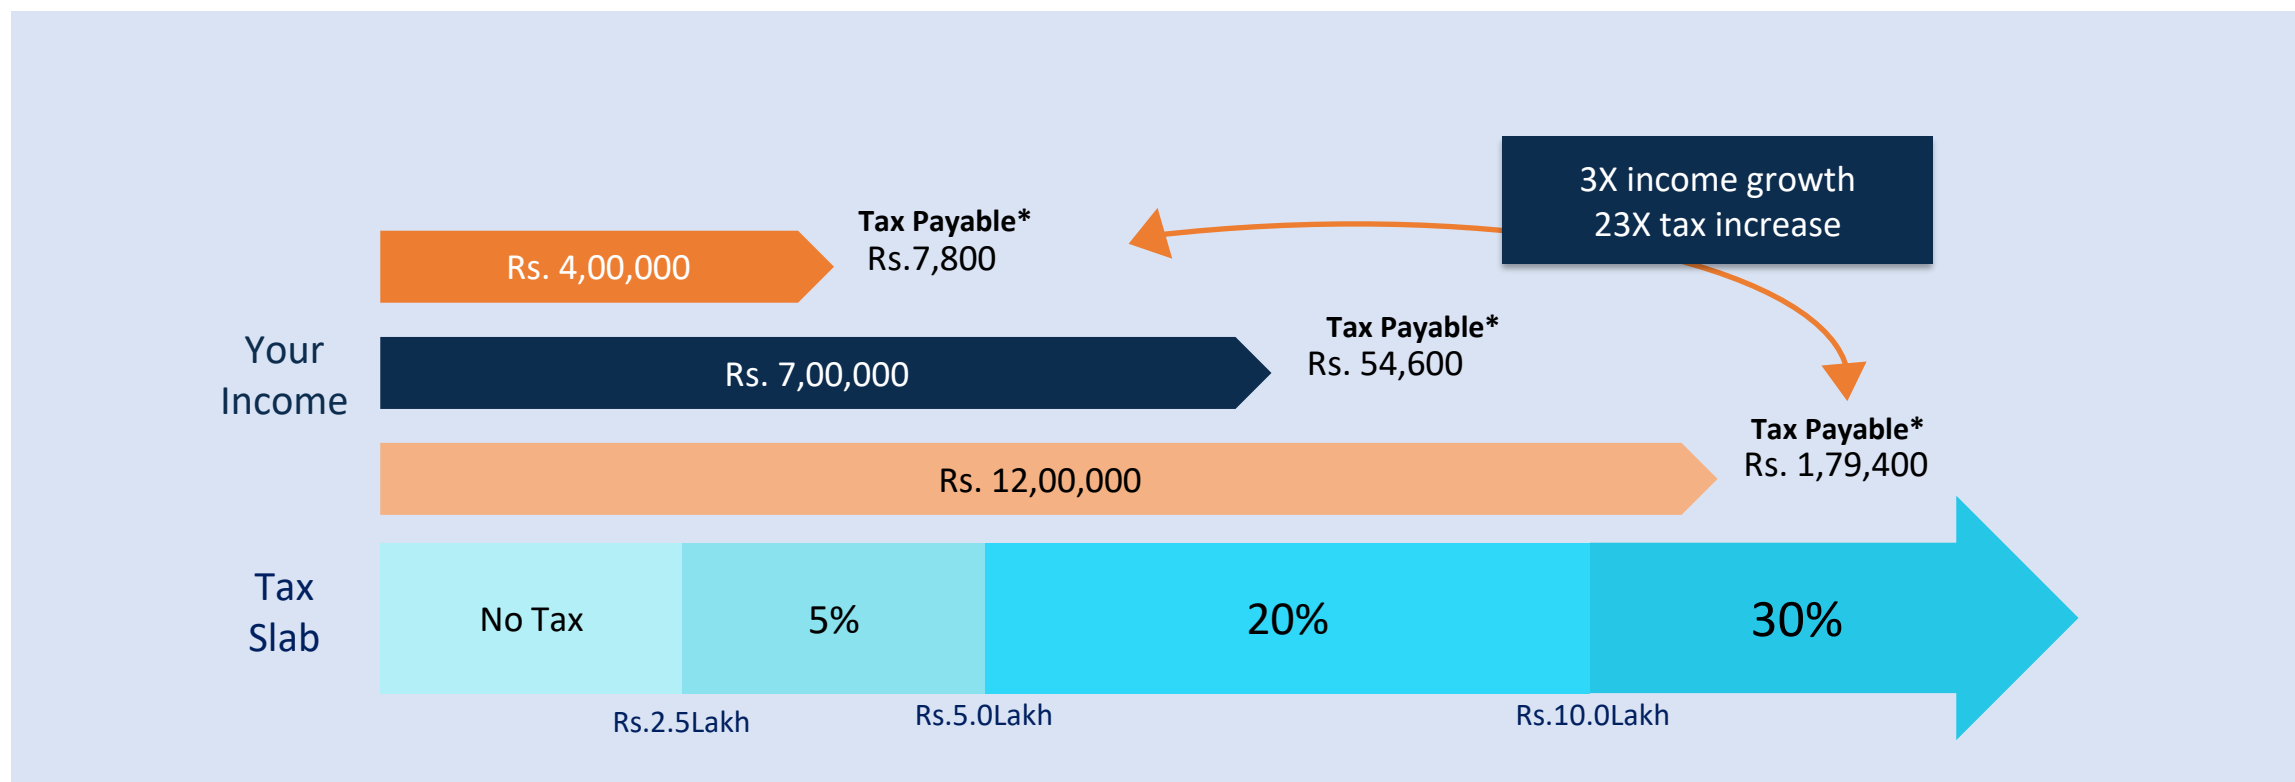 3X income growth
23X tax increase
Tax Payable*
Rs.7,800
Rs. 4,00,000
Tax Payable*
Rs. 54,600
Your
Income
Rs. 7,00,000
Tax Payable*
Rs. 1,79,400
Rs. 12,00,000
Tax
Slab
No Tax
5%
20%
30%
Rs.2.5Lakh
Rs.5.0Lakh
Rs.10.0Lakh